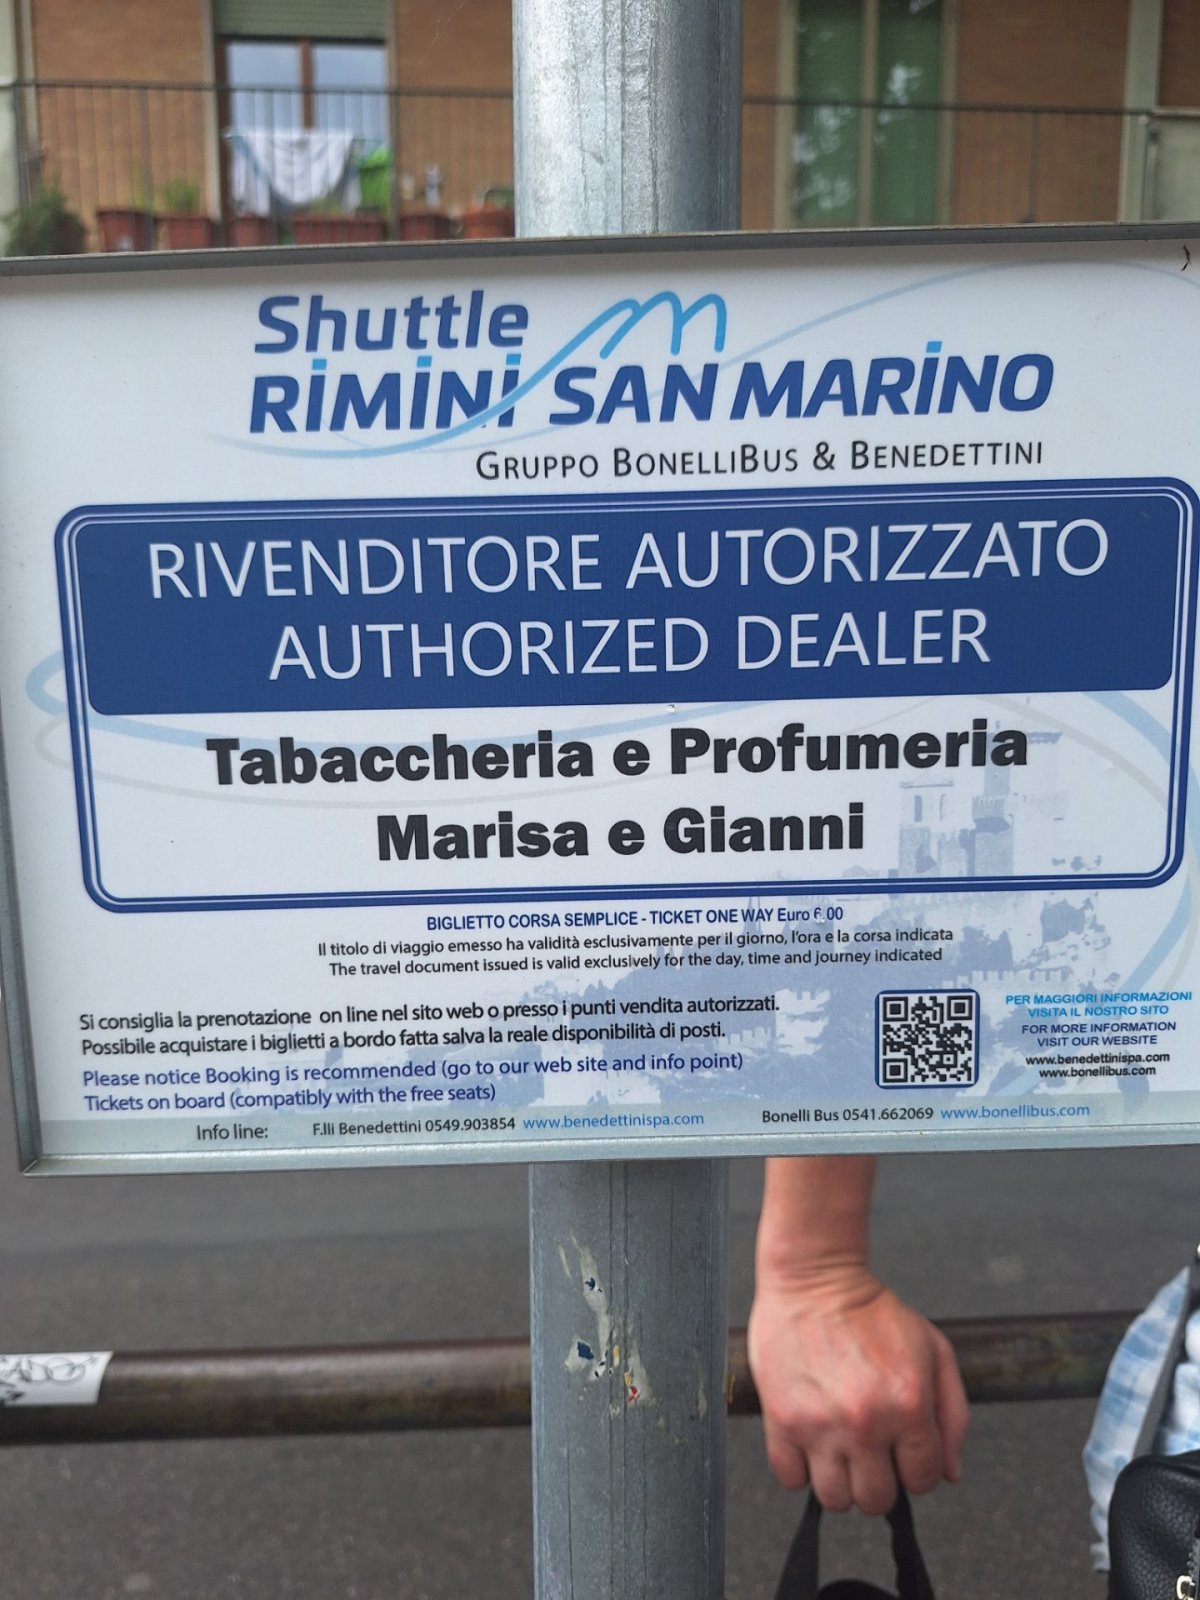 Shuttle
RIMINI SAN MARINO
GRUPPO BONELLIBUS & BENEDETTINI
RIVENDITORE AUTORIZZATO
AUTHORIZED DEALER
Tabaccheria e Profumeria
Marisa e Gianni
BIGLIETTO CORSA SEMPLICE - TICKET ONE WAY Euro 6,00
Il titolo di viaggio emesso ha validità esclusivamente per il giorno, l'ora e la corsa indicata
The travel document issued is valid exclusively for the day, time and journey indicated
Si consiglia la prenotazione on line nel sito web o presso i punti vendita autorizzati.
Possibile acquistare i biglietti a bordo fatta salva la reale disponibilità di posti.
Please notice Booking is recommended (go to our web site and info point)
Tickets on board (compatibly with the free seats)
PER MAGGIORI INFORMAZIONI
VISITA IL NOSTRO SITO
FOR MORE INFORMATION
VISIT OUR WEBSITE
www.benedettinispa.com
www.bonellibus.com
Info line: F.lli Benedettini 0549.903854 www.benedettinispa.com Bonelli Bus 0541.662069 www.bonellibus.com